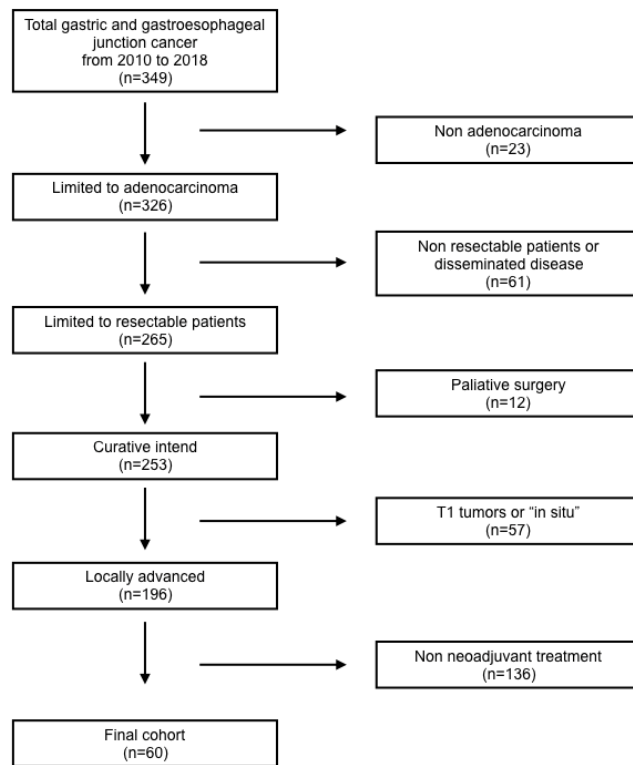 Total gastric and gastroesophageal
junction cancer
from 2010 to 2018
(n=349)
Non adenocarcinoma
(n=23)
Limited to adenocarcinoma
(n=326)
Non resectable patients or
disseminated disease
(n=61)
Limited to resectable patients
(n=265)
Paliative surgery
(n=12)
Curative intend
(n=253)
T1 tumors or “in situ”
(n=57)
Locally advanced
(n=196)
Non neoadjuvant treatment
(n=136)
Final cohort
(n=60)